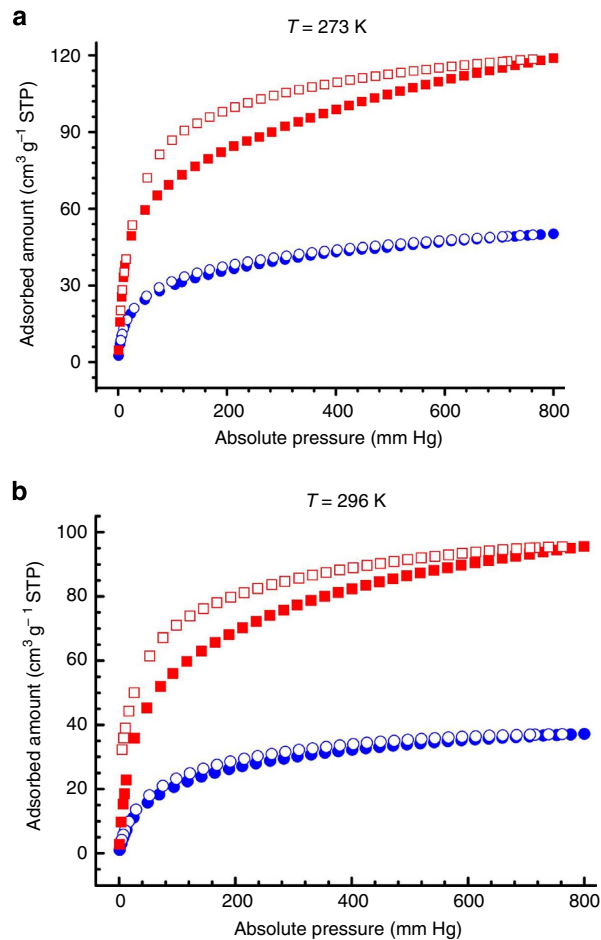 a
T = 273 K
Adsorbed amount (cm³ g⁻¹ STP)
120
90
60
30
0
0 200 400 600 800
Absolute pressure (mm Hg)
b
T = 296 K
Adsorbed amount (cm³ g⁻¹ STP)
100
80
60
40
20
0
0 200 400 600 800
Absolute pressure (mm Hg)